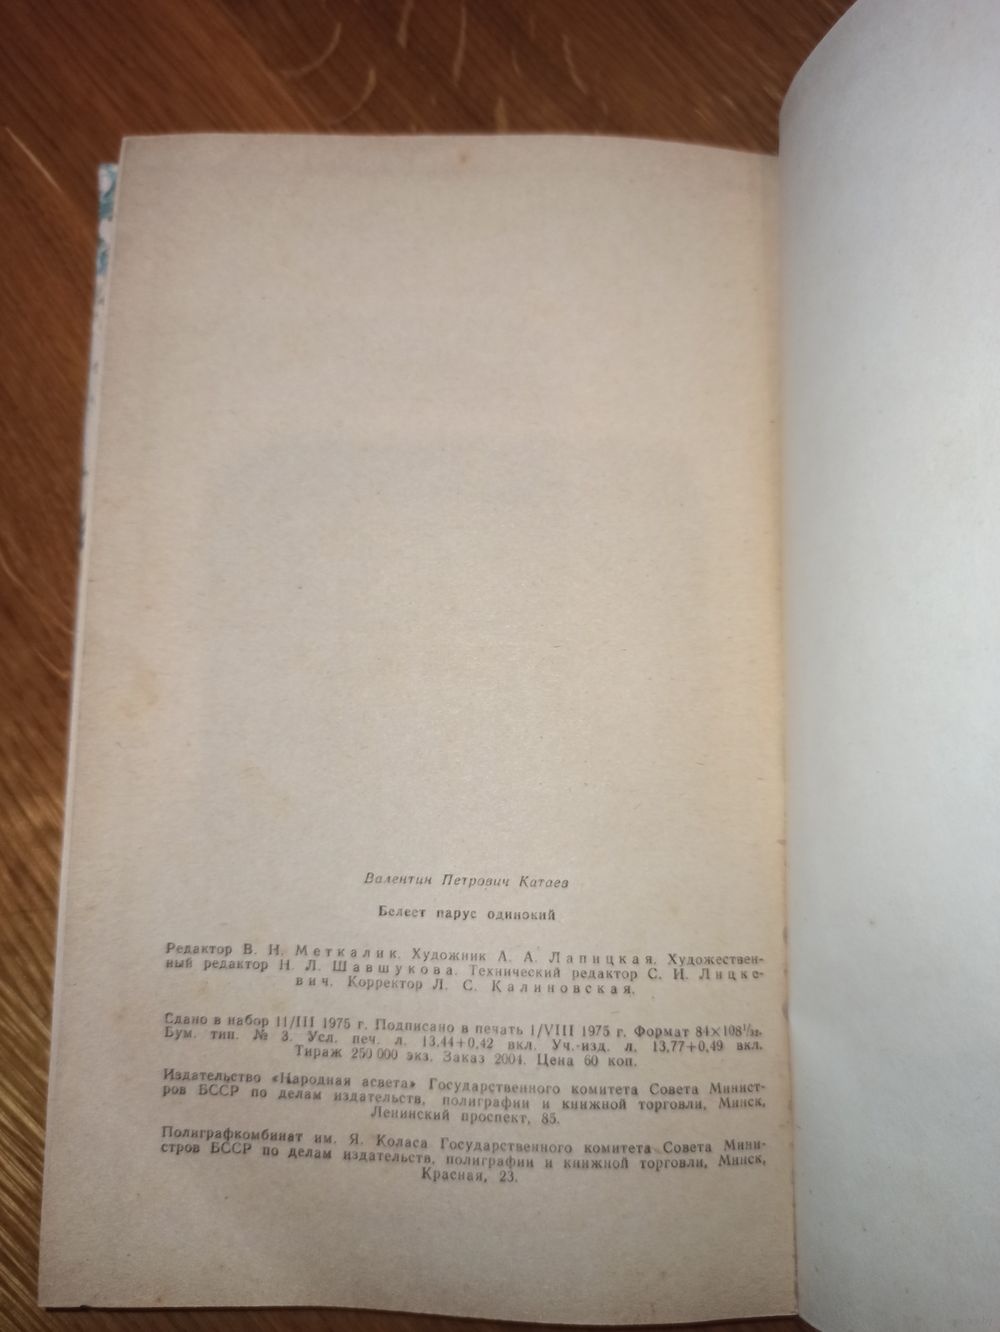 Валентин Петрович Катаев
Белеет парус одинокий
Редактор В. Н. Меткалик. Художник А. А. Лапицкая. Художествен-
ный редактор Н. Л. Шавшукова. Технический редактор С. И. Лицке-
вич. Корректор Л. С. Калиновская.
Сдано в набор 11/III 1975 г. Подписано в печать 1/VIII 1975 г. Формат 84×108¹/₃₂.
Бум. тип. № 3. Усл. печ. л. 13,44+0,42 вкл. Уч.-изд. л. 13,77+0,49 вкл.
Тираж 250 000 экз. Заказ 2004. Цена 60 коп.
Издательство «Народная асвета» Государственного комитета Совета Минист-
ров БССР по делам издательств, полиграфии и книжной торговли, Минск,
Ленинский проспект, 85.
Полиграфкомбинат им. Я. Коласа Государственного комитета Совета Мини-
стров БССР по делам издательств, полиграфии и книжной торговли, Минск,
Красная, 23.